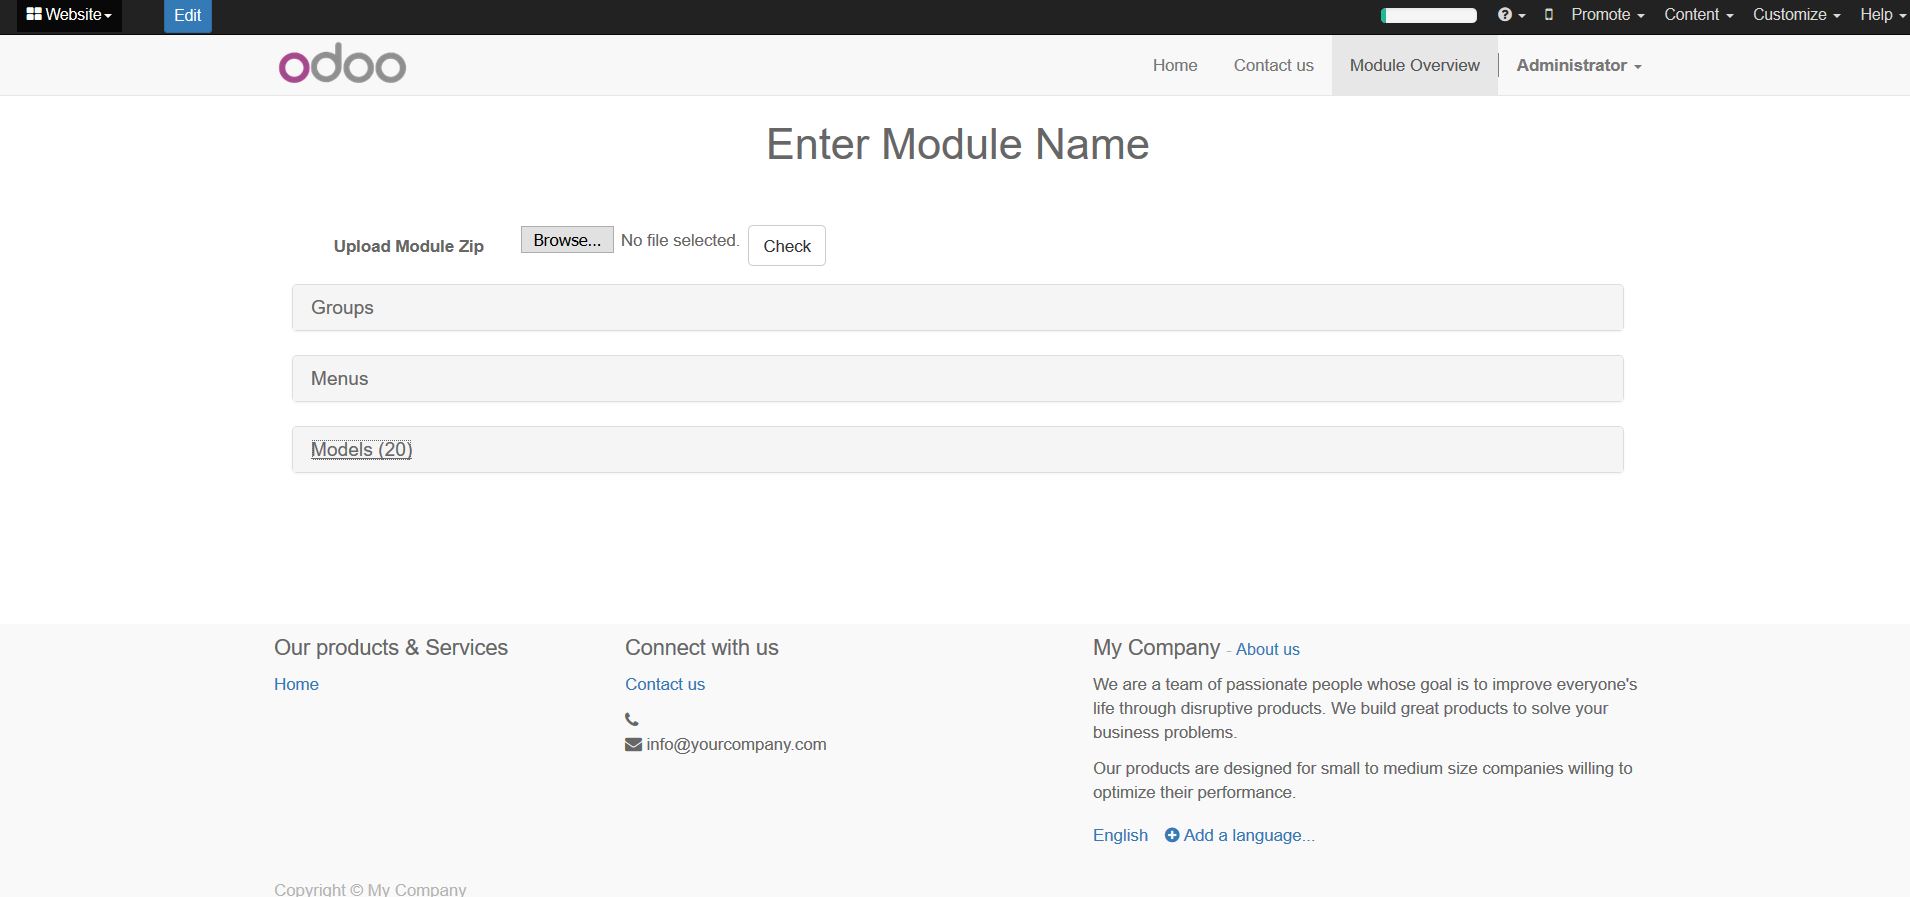 Website Edit Promote Content Customize Help
odoo Home Contact us Module Overview Administrator
Enter Module Name
Upload Module Zip Browse... No file selected. Check
Groups
Menus
Models (20)
Our products & Services
Home
Connect with us
Contact us
info@yourcompany.com
My Company - About us
We are a team of passionate people whose goal is to improve everyone's
life through disruptive products. We build great products to solve your
business problems.
Our products are designed for small to medium size companies willing to
optimize their performance.
English Add a language...
Copyright © My Company